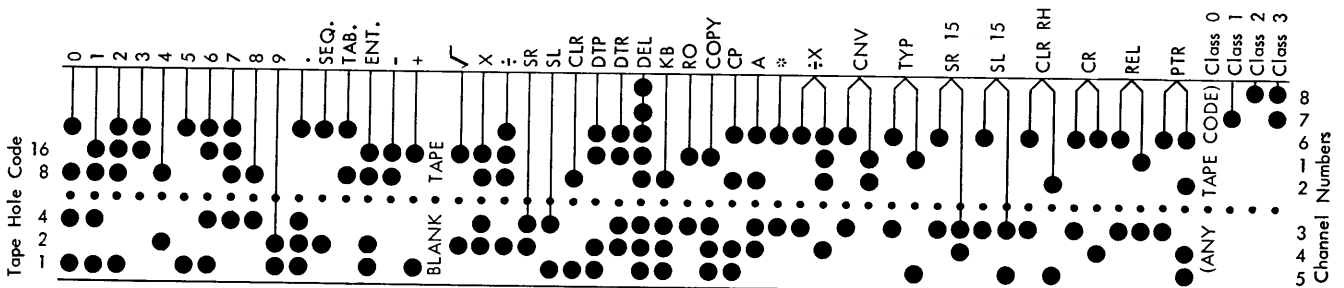 0 1 2 3 4 5 6 7 8 9 . SEQ. TAB. ENT. - + √ X ÷ SR SL CLR DTP DTR DEL KB RO COPY CP A * ÷X CNV TYP SR 15 SL 15 CLR RH CR REL PTR Class 0 Class 1 Class 2 Class 3
Tape Hole Code
16
8
4
2
1
BLANK TAPE
(ANY TAPE CODE)
8
7
6
1
2
3
4
5
Channel Numbers